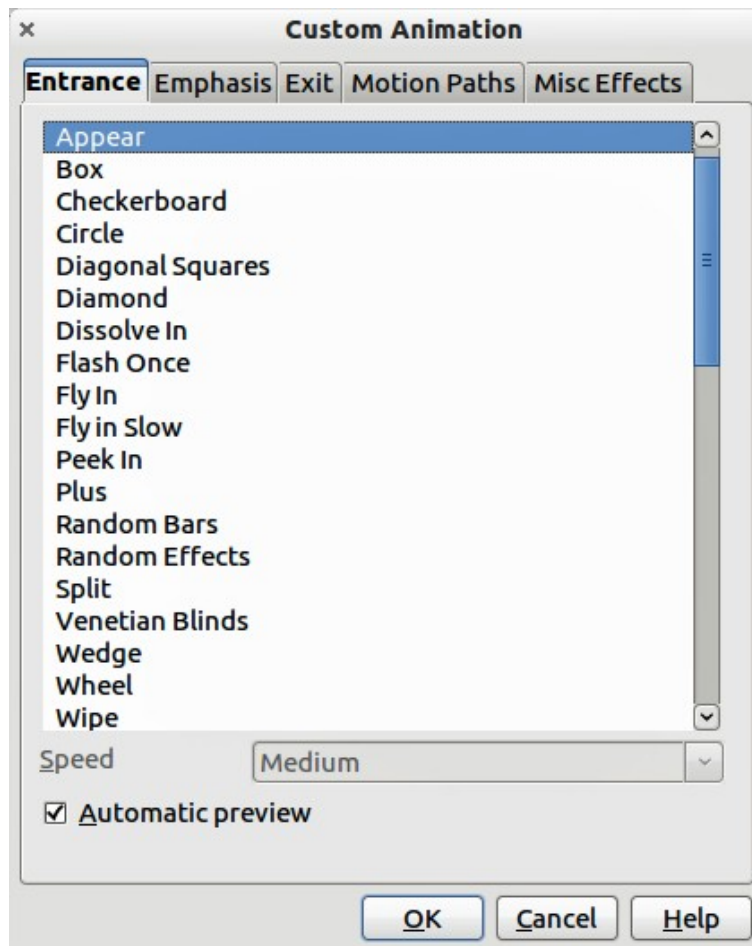 Custom Animation
Entrance Emphasis Exit Motion Paths Misc Effects
Appear
Box
Checkerboard
Circle
Diagonal Squares
Diamond
Dissolve In
Flash Once
Fly In
Fly in Slow
Peek In
Plus
Random Bars
Random Effects
Split
Venetian Blinds
Wedge
Wheel
Wipe
Speed Medium
Automatic preview
OK Cancel Help